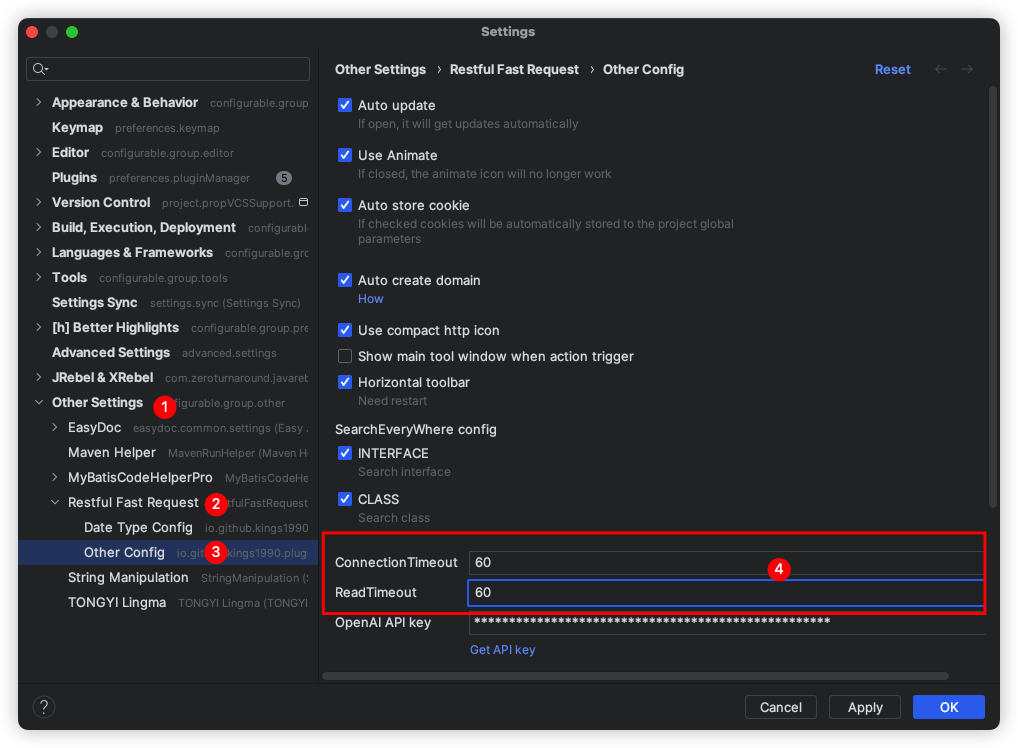 Settings
Other Settings › Restful Fast Request › Other Config
Reset
Appearance & Behavior configurable.group
Keymap preferences.keymap
Editor configurable.group.editor
Plugins preferences.pluginManager 5
Version Control project.propVCSSupport.
Build, Execution, Deployment configurabl
Languages & Frameworks configurable.gro
Tools configurable.group.tools
Settings Sync settings.sync (Settings Sync)
[h] Better Highlights configurable.group.pre
Advanced Settings advanced.settings
JRebel & XRebel com.zeroturnaround.javareb
Other Settings 1 figurable.group.other
EasyDoc easydoc.common.settings (Easy
Maven Helper MavenRunHelper (Maven H
MyBatisCodeHelperPro MyBatisCodeHe
Restful Fast Request 2 tfulFastRequest
Date Type Config io.github.kings1990
Other Config io.git 3 kings1990.plug
String Manipulation StringManipulation (S
TONGYI Lingma TONGYI Lingma (TONGYI
Auto update
If open, it will get updates automatically
Use Animate
If closed, the animate icon will no longer work
Auto store cookie
If checked cookies will be automatically stored to the project global
parameters
Auto create domain
How
Use compact http icon
Show main tool window when action trigger
Horizontal toolbar
Need restart
SearchEveryWhere config
INTERFACE
Search interface
CLASS
Search class
ConnectionTimeout 60
4
ReadTimeout 60
OpenAI API key ***************************************************
Get API key
?
Cancel
Apply
OK